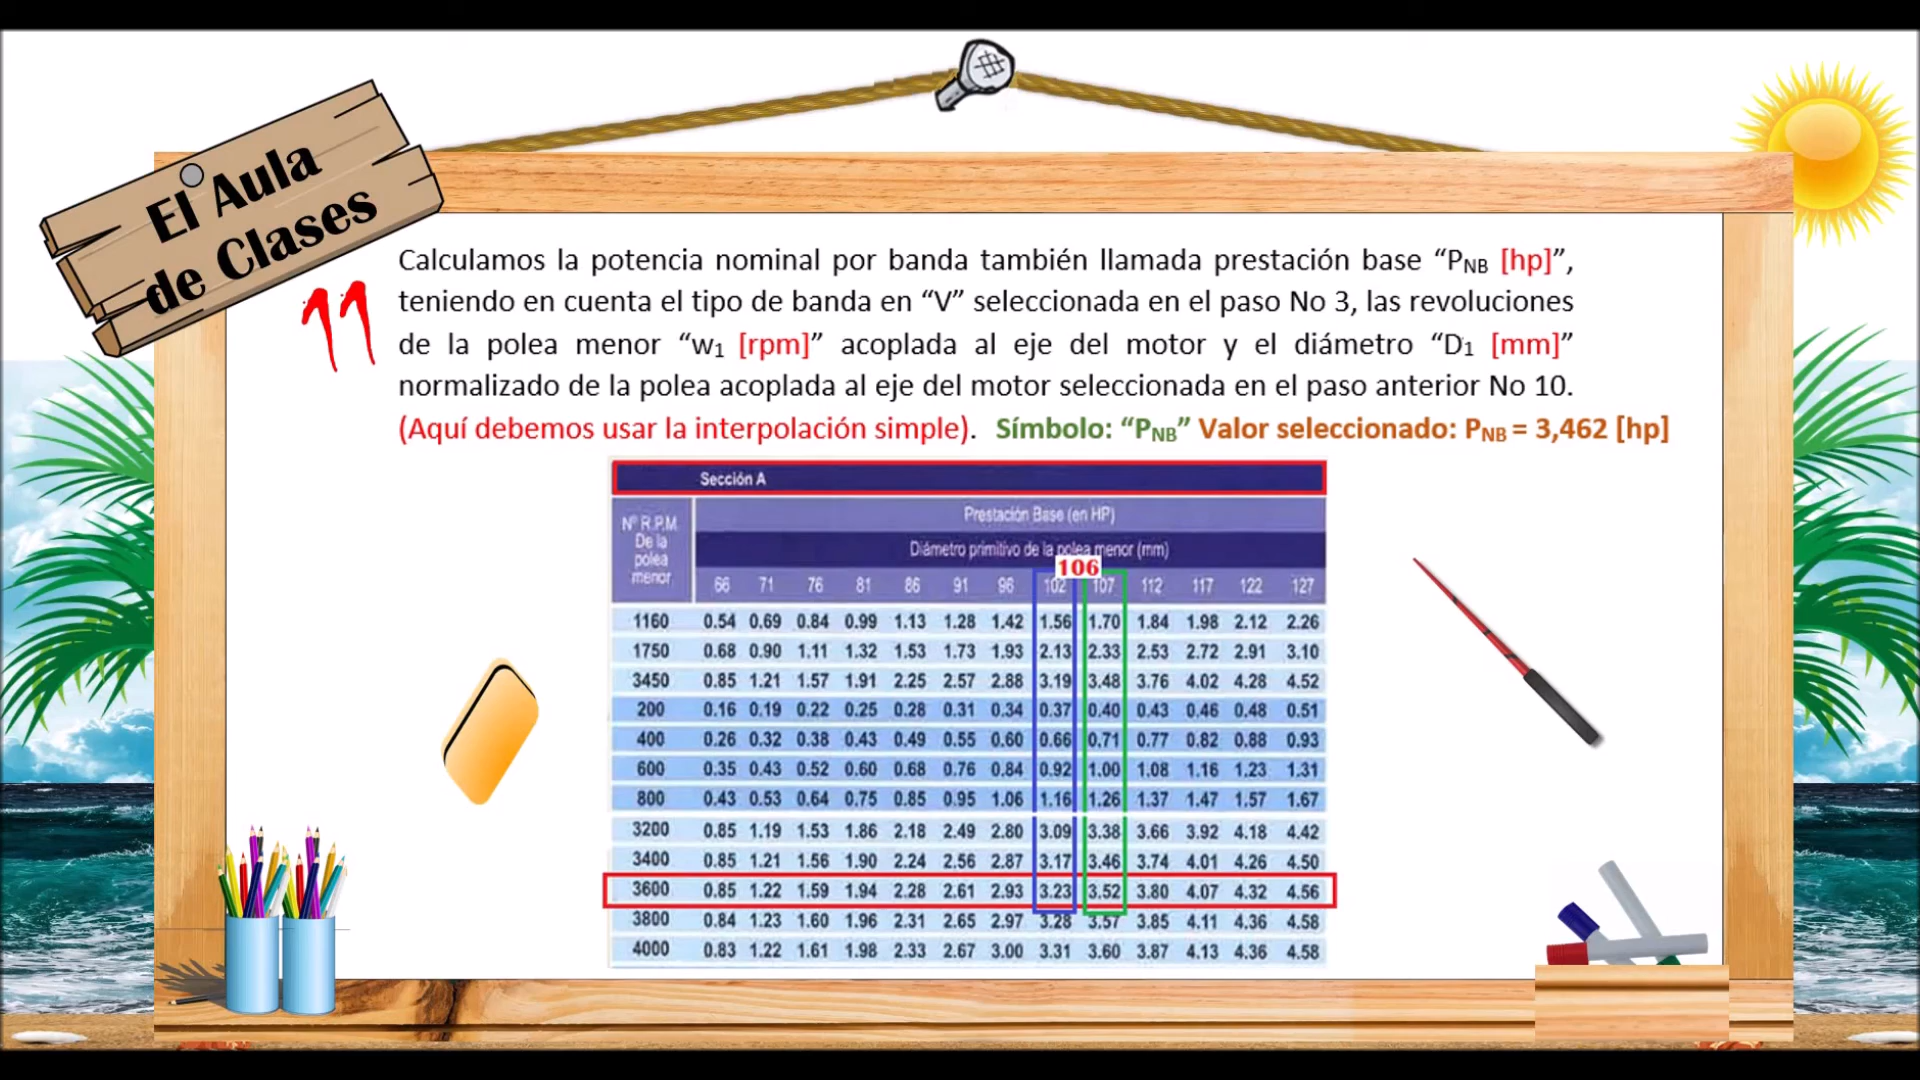 El Aula
de Clases
11
Calculamos la potencia nominal por banda también llamada prestación base “PNB [hp]”,
teniendo en cuenta el tipo de banda en “V” seleccionada en el paso No 3, las revoluciones
de la polea menor “w1 [rpm]” acoplada al eje del motor y el diámetro “D1 [mm]”
normalizado de la polea acoplada al eje del motor seleccionada en el paso anterior No 10.
(Aquí debemos usar la interpolación simple). Símbolo: “PNB” Valor seleccionado: PNB = 3,462 [hp]
Sección A
Nº R.P.M.
De la
polea
menor
Prestación Base (en HP)
Diámetro primitivo de la polea menor (mm)
106
66 71 76 81 86 91 96 102 107 112 117 122 127
1160 0.54 0.69 0.84 0.99 1.13 1.28 1.42 1.56 1.70 1.84 1.98 2.12 2.26
1750 0.68 0.90 1.11 1.32 1.53 1.73 1.93 2.13 2.33 2.53 2.72 2.91 3.10
3450 0.85 1.21 1.57 1.91 2.25 2.57 2.88 3.19 3.48 3.76 4.02 4.28 4.52
200 0.16 0.19 0.22 0.25 0.28 0.31 0.34 0.37 0.40 0.43 0.46 0.48 0.51
400 0.26 0.32 0.38 0.43 0.49 0.55 0.60 0.66 0.71 0.77 0.82 0.88 0.93
600 0.35 0.43 0.52 0.60 0.68 0.76 0.84 0.92 1.00 1.08 1.16 1.23 1.31
800 0.43 0.53 0.64 0.75 0.85 0.95 1.06 1.16 1.26 1.37 1.47 1.57 1.67
3200 0.85 1.19 1.53 1.86 2.18 2.49 2.80 3.09 3.38 3.66 3.92 4.18 4.42
3400 0.85 1.21 1.56 1.90 2.24 2.56 2.87 3.17 3.46 3.74 4.01 4.26 4.50
3600 0.85 1.22 1.59 1.94 2.28 2.61 2.93 3.23 3.52 3.80 4.07 4.32 4.56
3800 0.84 1.23 1.60 1.96 2.31 2.65 2.97 3.28 3.57 3.85 4.11 4.36 4.58
4000 0.83 1.22 1.61 1.98 2.33 2.67 3.00 3.31 3.60 3.87 4.13 4.36 4.58